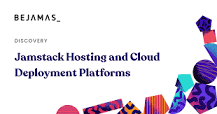 BEJAMAS_
DISCOVERY
Jamstack Hosting and Cloud
Deployment Platforms